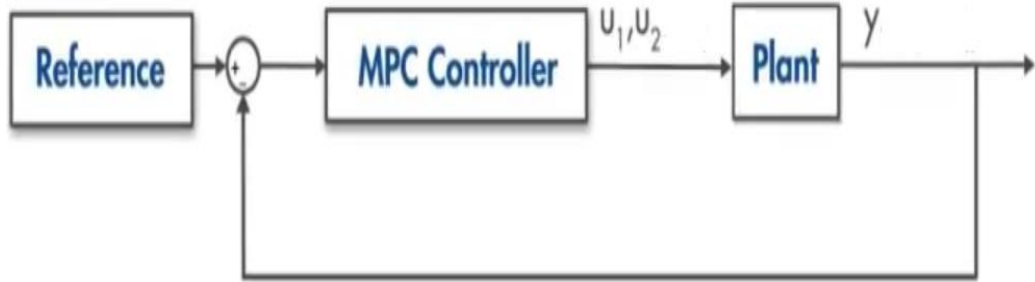 Reference
+
-
MPC Controller
u₁,u₂
Plant
y